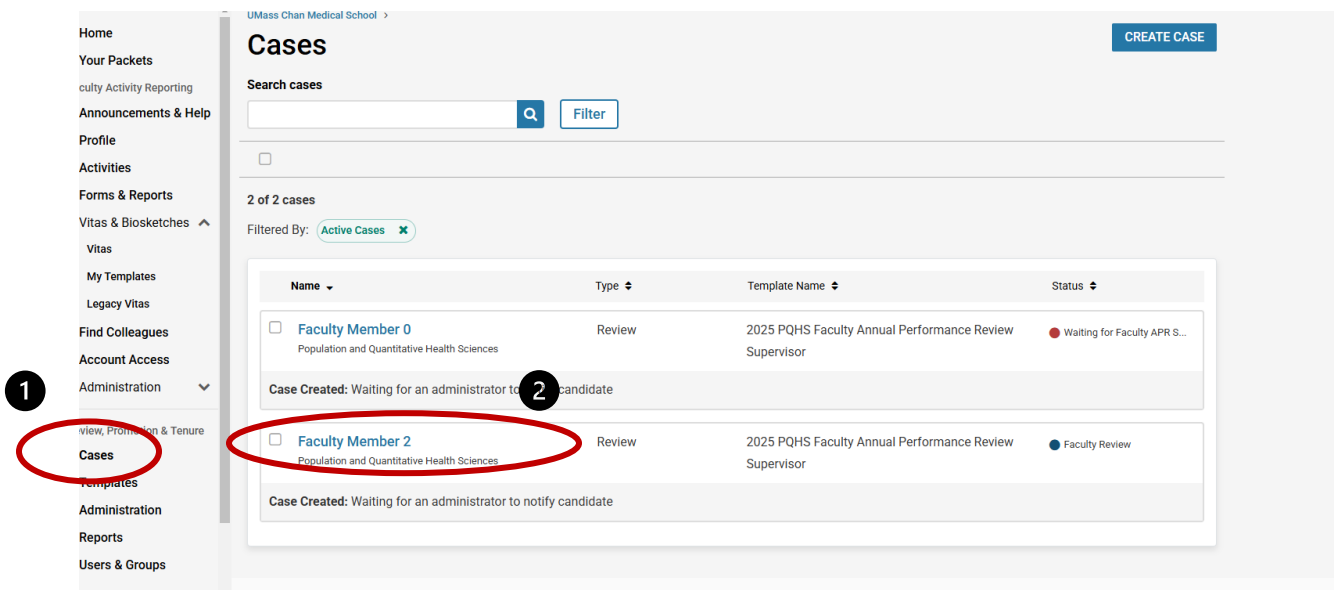 Home
Your Packets
culty Activity Reporting
Announcements & Help
Profile
Activities
Forms & Reports
Vitas & Biosketches
Vitas
My Templates
Legacy Vitas
Find Colleagues
Account Access
Administration
1
view, Promotion & Tenure
Cases
Templates
Administration
Reports
Users & Groups
UMass Chan Medical School >
Cases
CREATE CASE
Search cases
Filter
2 of 2 cases
Filtered By: Active Cases ✖
Name Type Template Name Status
Faculty Member 0 Review 2025 PQHS Faculty Annual Performance Review Waiting for Faculty APR S...
Population and Quantitative Health Sciences Supervisor
2
Case Created: Waiting for an administrator to candidate
Faculty Member 2 Review 2025 PQHS Faculty Annual Performance Review Faculty Review
Population and Quantitative Health Sciences Supervisor
Case Created: Waiting for an administrator to notify candidate